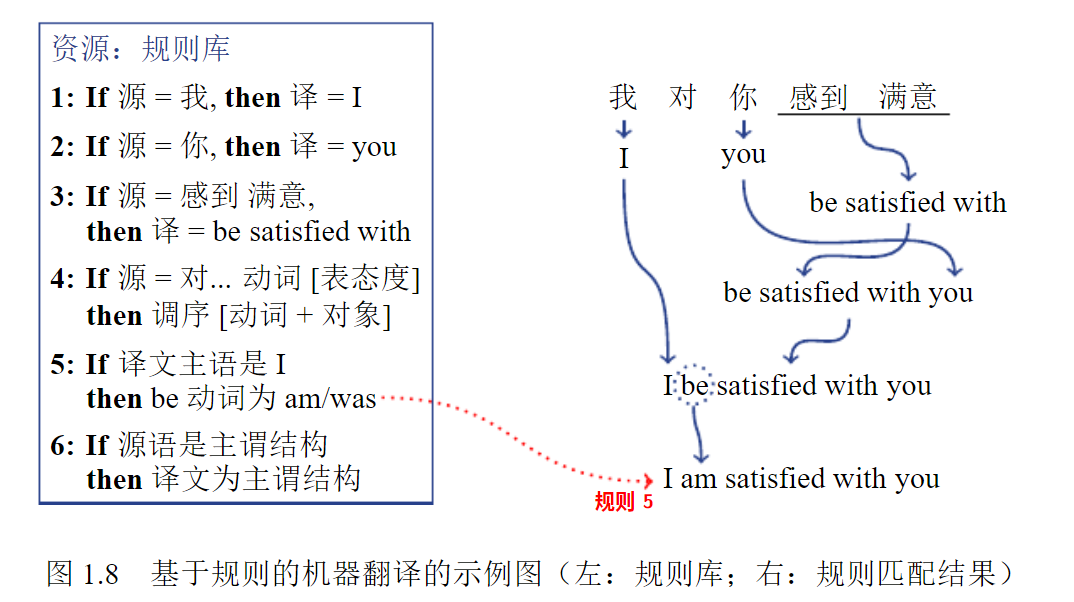 资源：规则库
1: If 源 = 我, then 译 = I
2: If 源 = 你, then 译 = you
3: If 源 = 感到 满意,
then 译 = be satisfied with
4: If 源 = 对... 动词 [表态度]
then 调序 [动词 + 对象]
5: If 译文主语是 I
then be 动词为 am/was
6: If 源语是主谓结构
then 译文为主谓结构
我 对 你 感到 满意
I you
be satisfied with
be satisfied with you
I be satisfied with you
I am satisfied with you
规则 5
图 1.8 基于规则的机器翻译的示例图（左：规则库；右：规则匹配结果）